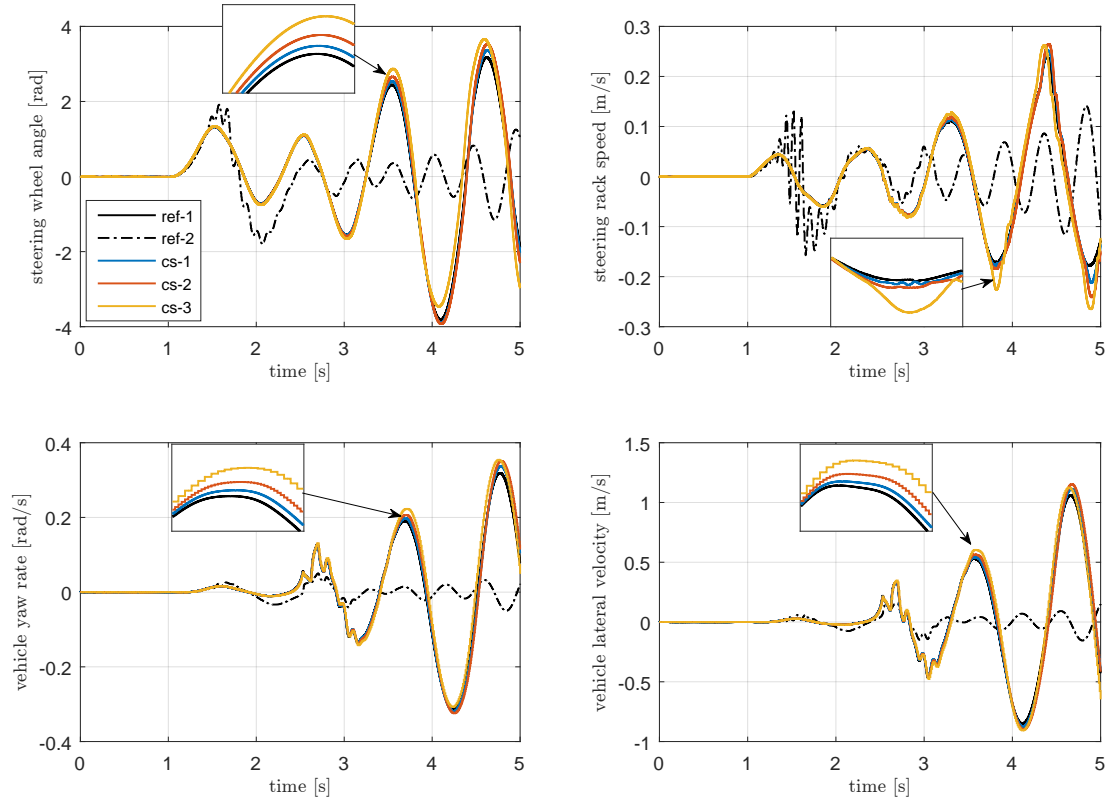 steering wheel angle [rad]
4
2
0
-2
-4
ref-1
ref-2
cs-1
cs-2
cs-3
0 1 2 3 4 5
time [s]
steering rack speed [m/s]
0.3
0.2
0.1
0
-0.1
-0.2
-0.3
0 1 2 3 4 5
time [s]
vehicle yaw rate [rad/s]
0.4
0.2
0
-0.2
-0.4
0 1 2 3 4 5
time [s]
vehicle lateral velocity [m/s]
1.5
1
0.5
0
-0.5
-1
0 1 2 3 4 5
time [s]